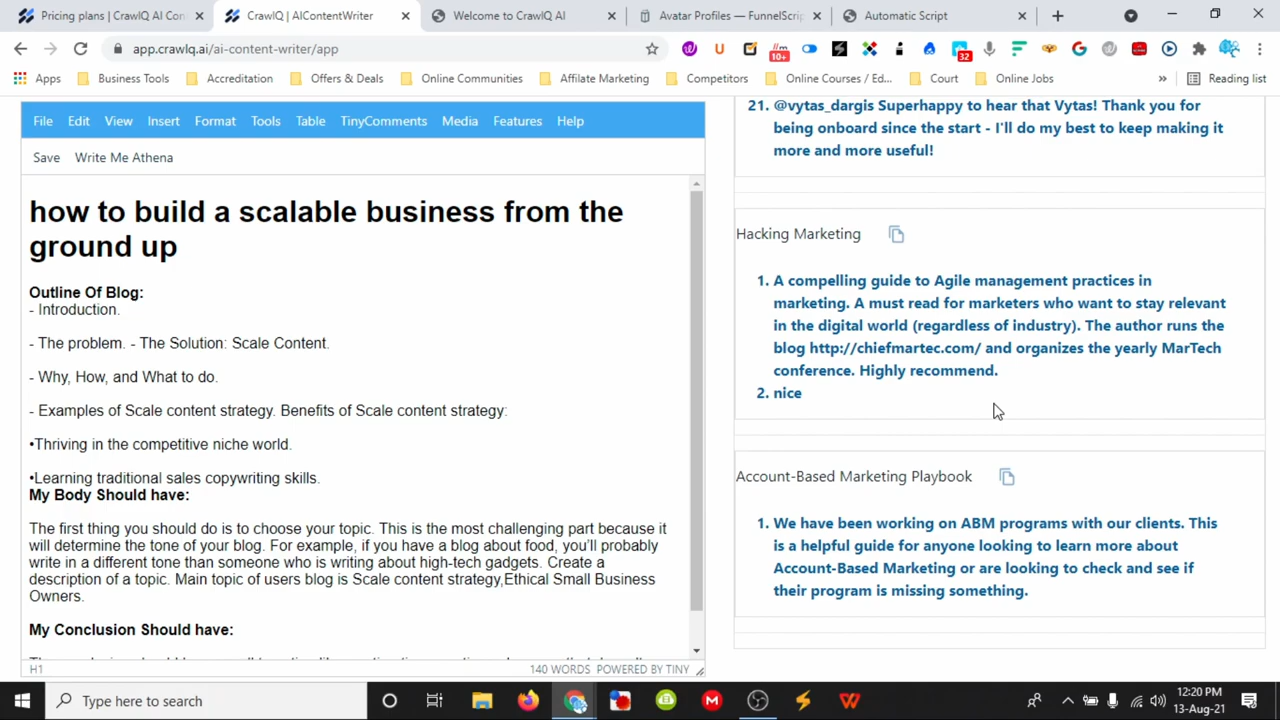 Pricing plans | CrawlQ AI Con
CrawlQ | AIContentWriter
Welcome to CrawlQ AI
Avatar Profiles — FunnelScrip
Automatic Script
app.crawlq.ai/ai-content-writer/app
10+
32
Apps
Business Tools
Accreditation
Offers & Deals
Online Communities
Affilate Marketing
Competitors
Online Courses / Ed...
Court
Online Jobs
»
Reading list
File Edit View Insert Format Tools Table TinyComments Media Features Help
Save Write Me Athena
how to build a scalable business from the
ground up
Outline Of Blog:
- Introduction.
- The problem. - The Solution: Scale Content.
- Why, How, and What to do.
- Examples of Scale content strategy. Benefits of Scale content strategy:
•Thriving in the competitive niche world.
•Learning traditional sales copywriting skills.
My Body Should have:
The first thing you should do is to choose your topic. This is the most challenging part because it
will determine the tone of your blog. For example, if you have a blog about food, you'll probably
write in a different tone than someone who is writing about high-tech gadgets. Create a
description of a topic. Main topic of users blog is Scale content strategy,Ethical Small Business
Owners.
My Conclusion Should have:
H1
140 WORDS POWERED BY TINY
21. @vytas_dargis Superhappy to hear that Vytas! Thank you for
being onboard since the start - I'll do my best to keep making it
more and more useful!
Hacking Marketing
1. A compelling guide to Agile management practices in
marketing. A must read for marketers who want to stay relevant
in the digital world (regardless of industry). The author runs the
blog http://chiefmartec.com/ and organizes the yearly MarTech
conference. Highly recommend.
2. nice
Account-Based Marketing Playbook
1. We have been working on ABM programs with our clients. This
is a helpful guide for anyone looking to learn more about
Account-Based Marketing or are looking to check and see if
their program is missing something.
Type here to search
12:20 PM
13-Aug-21